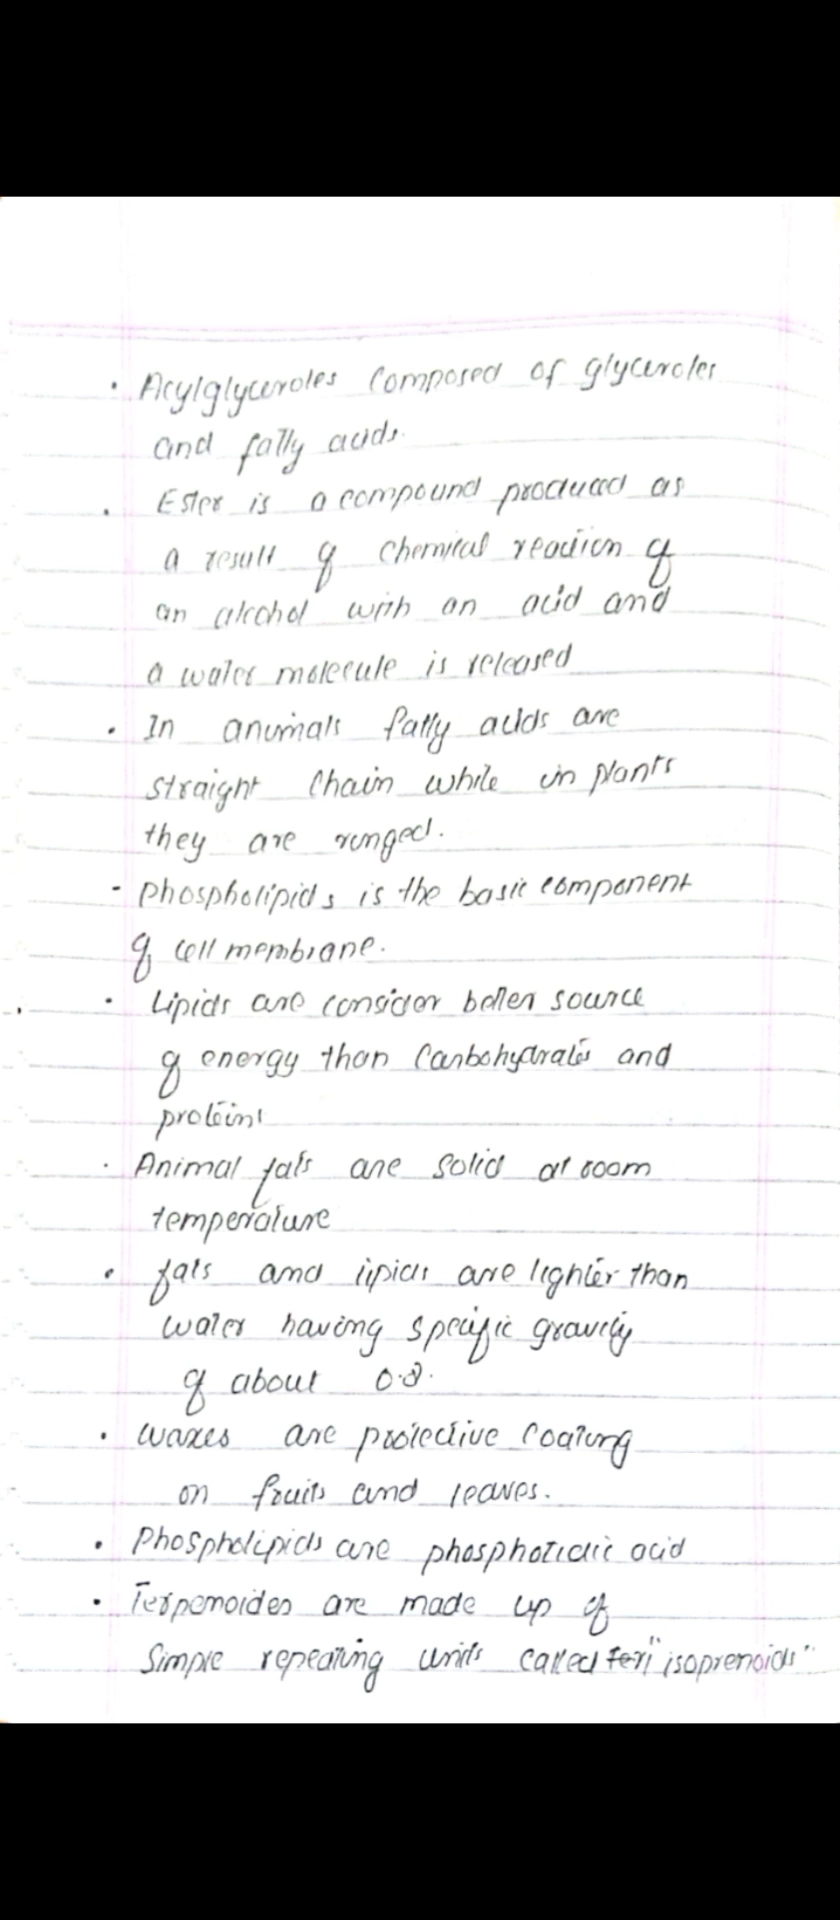 • Acylglyceroles composed of glyceroles
and fatty acids.
• Ester is a compound produced as
a result of chemical reaction of
an alcohol with an acid and
a water molecule is released
• In animals fatty acids are
straight chain while in plants
they are ringed.
- Phospholipids is the basic component
of cell membrane.
• Lipids are consider better source
of energy than carbohydrates and
proteins
• Animal fats are solid at room
temperature
• fats and lipids are lighter than
water having specific gravity
of about 0.8.
• waxes are protective coating
on fruits and leaves.
• Phospholipids are phosphotidic acid
• Terpenoides are made up of
Simple repeating units called "isoprenoids"